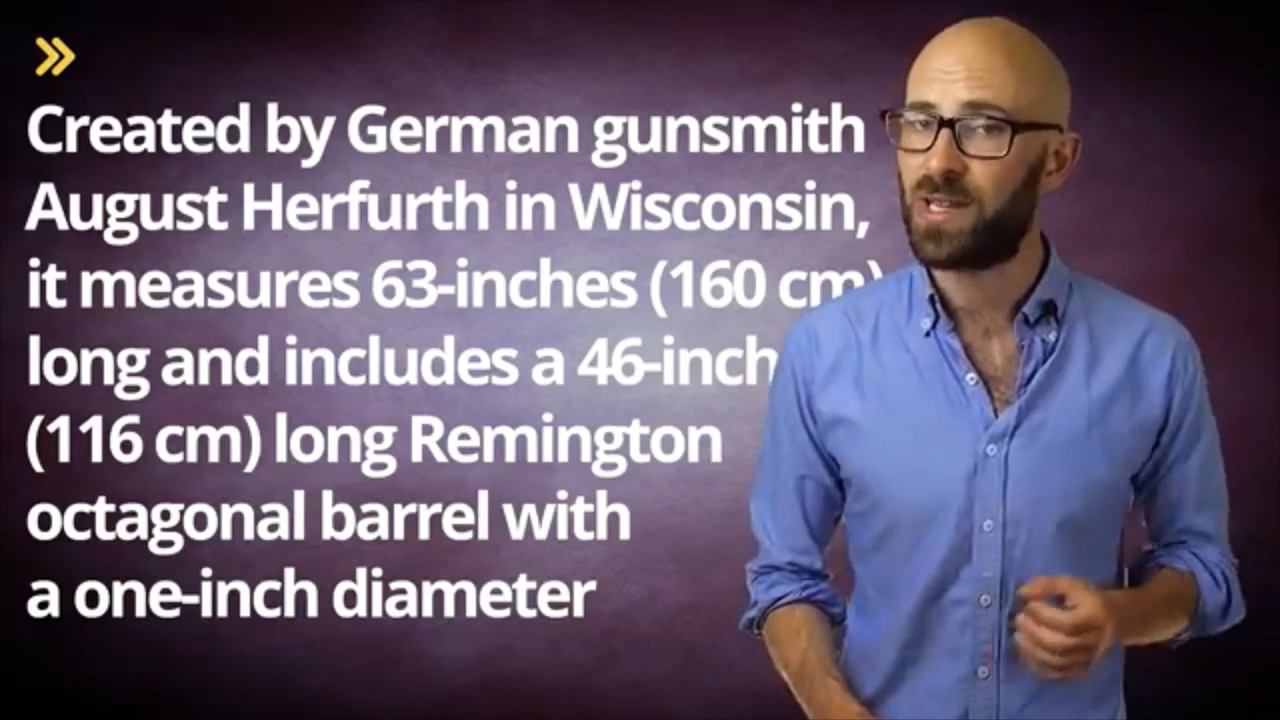 Created by German gunsmith
August Herfurth in Wisconsin,
it measures 63-inches (160 cm)
long and includes a 46-inch
(116 cm) long Remington
octagonal barrel with
a one-inch diameter